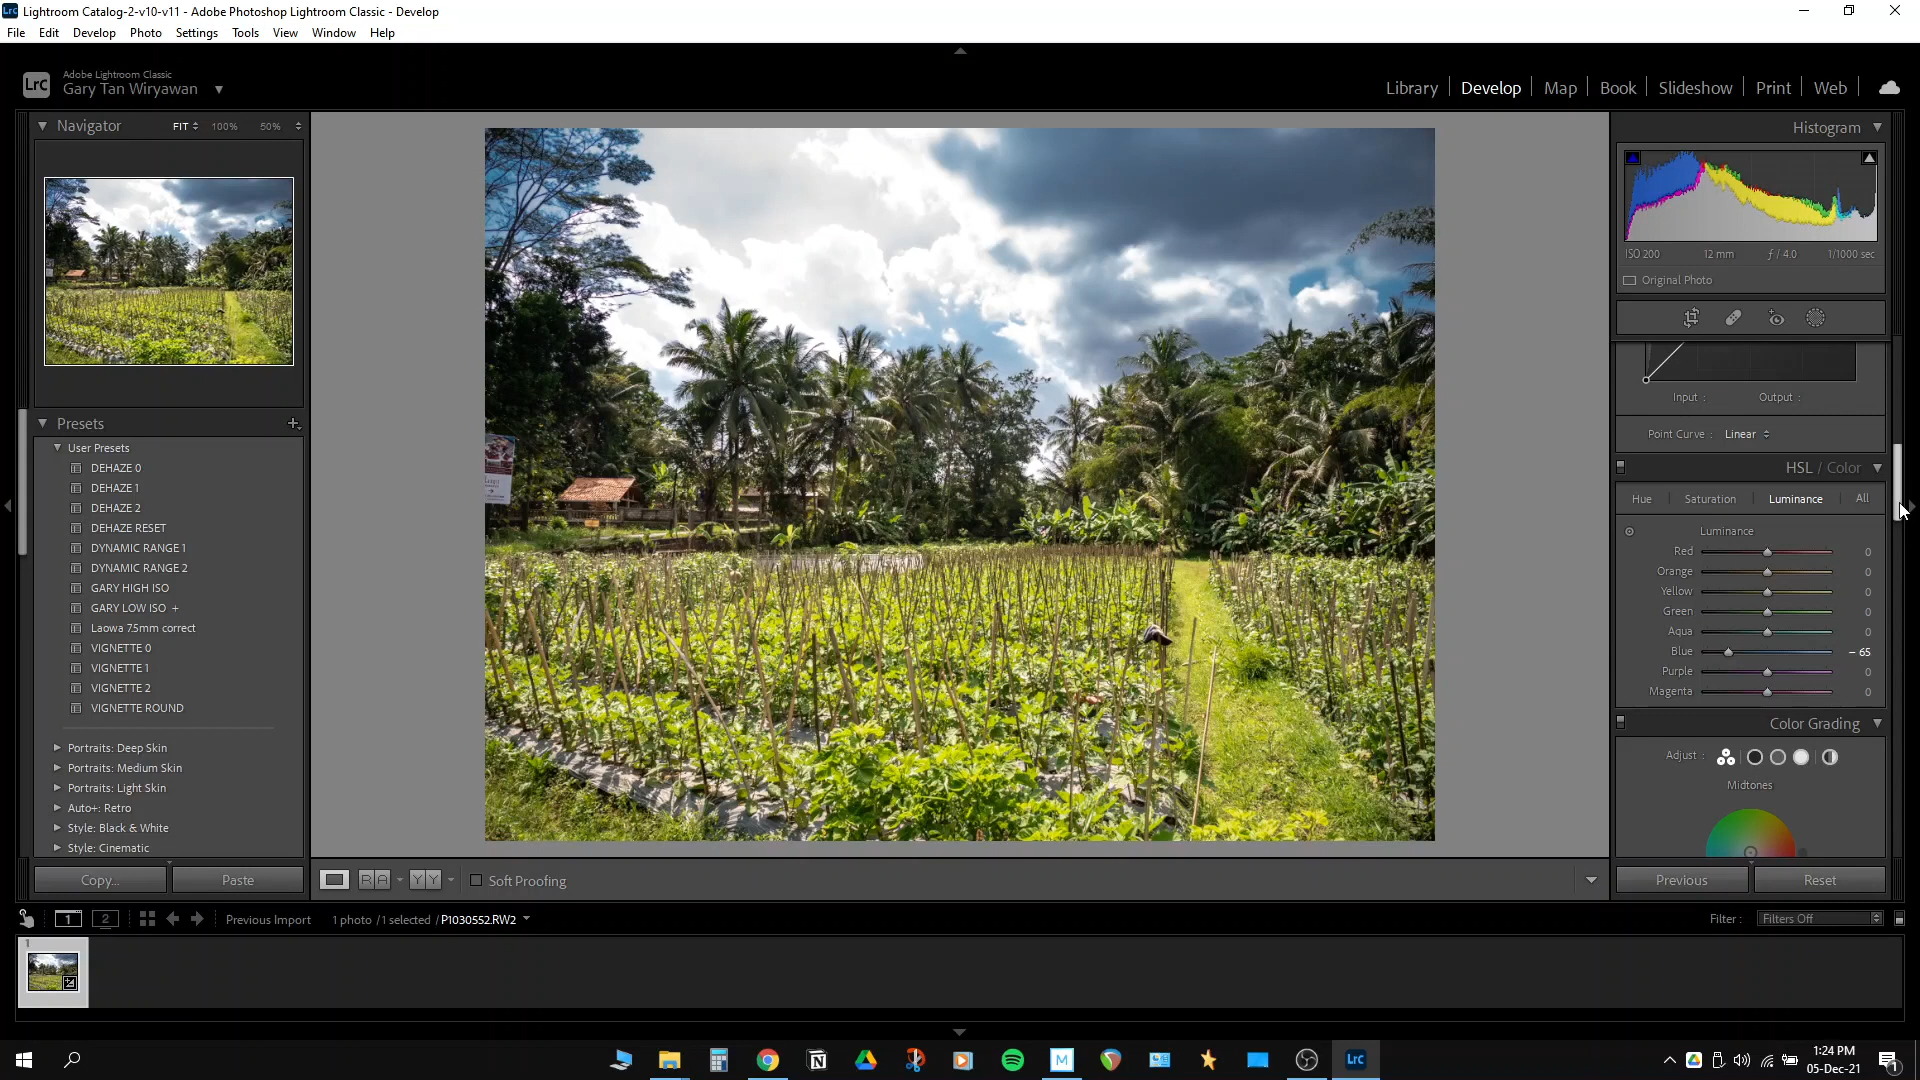 Lrc Lightroom Catalog-2-v10-v11 - Adobe Photoshop Lightroom Classic - Develop
File Edit Develop Photo Settings Tools View Window Help
LrC Adobe Lightroom Classic
Gary Tan Wiryawan
Library Develop Map Book Slideshow Print Web
Navigator FIT 100% 50%
Histogram
ISO 200 12 mm ƒ / 4.0 1/1000 sec
Original Photo
Input : Output :
Point Curve : Linear
HSL / Color
Hue Saturation Luminance All
Luminance
Red 0
Orange 0
Yellow 0
Green 0
Aqua 0
Blue – 65
Purple 0
Magenta 0
Color Grading
Adjust :
Midtones
Presets
User Presets
DEHAZE 0
DEHAZE 1
DEHAZE 2
DEHAZE RESET
DYNAMIC RANGE 1
DYNAMIC RANGE 2
GARY HIGH ISO
GARY LOW ISO +
Laowa 7.5mm correct
VIGNETTE 0
VIGNETTE 1
VIGNETTE 2
VIGNETTE ROUND
Portraits: Deep Skin
Portraits: Medium Skin
Portraits: Light Skin
Auto+: Retro
Style: Black & White
Style: Cinematic
Copy... Paste
R A Y Y Soft Proofing
Previous Reset
1 2 Previous Import 1 photo / 1 selected / P1030552.RW2
Filter : Filters Off
1
M LrC
1:24 PM
05-Dec-21
1